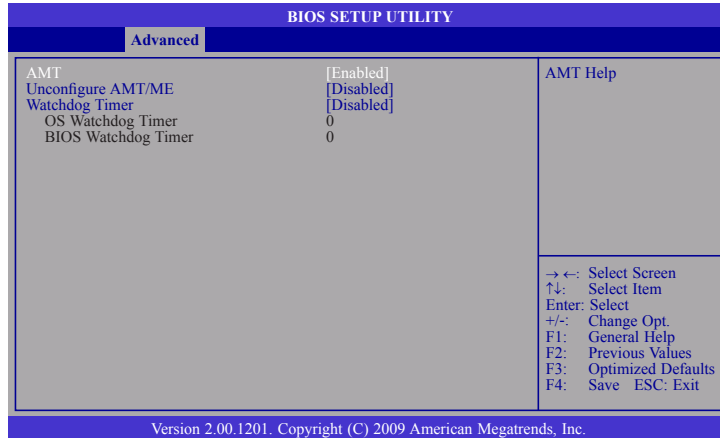 BIOS SETUP UTILITY
Advanced
AMT [Enabled]
Unconfigure AMT/ME [Disabled]
Watchdog Timer [Disabled]
OS Watchdog Timer 0
BIOS Watchdog Timer 0
AMT Help
→ ←: Select Screen
↑↓: Select Item
Enter: Select
+/-: Change Opt.
F1: General Help
F2: Previous Values
F3: Optimized Defaults
F4: Save ESC: Exit
Version 2.00.1201. Copyright (C) 2009 American Megatrends, Inc.